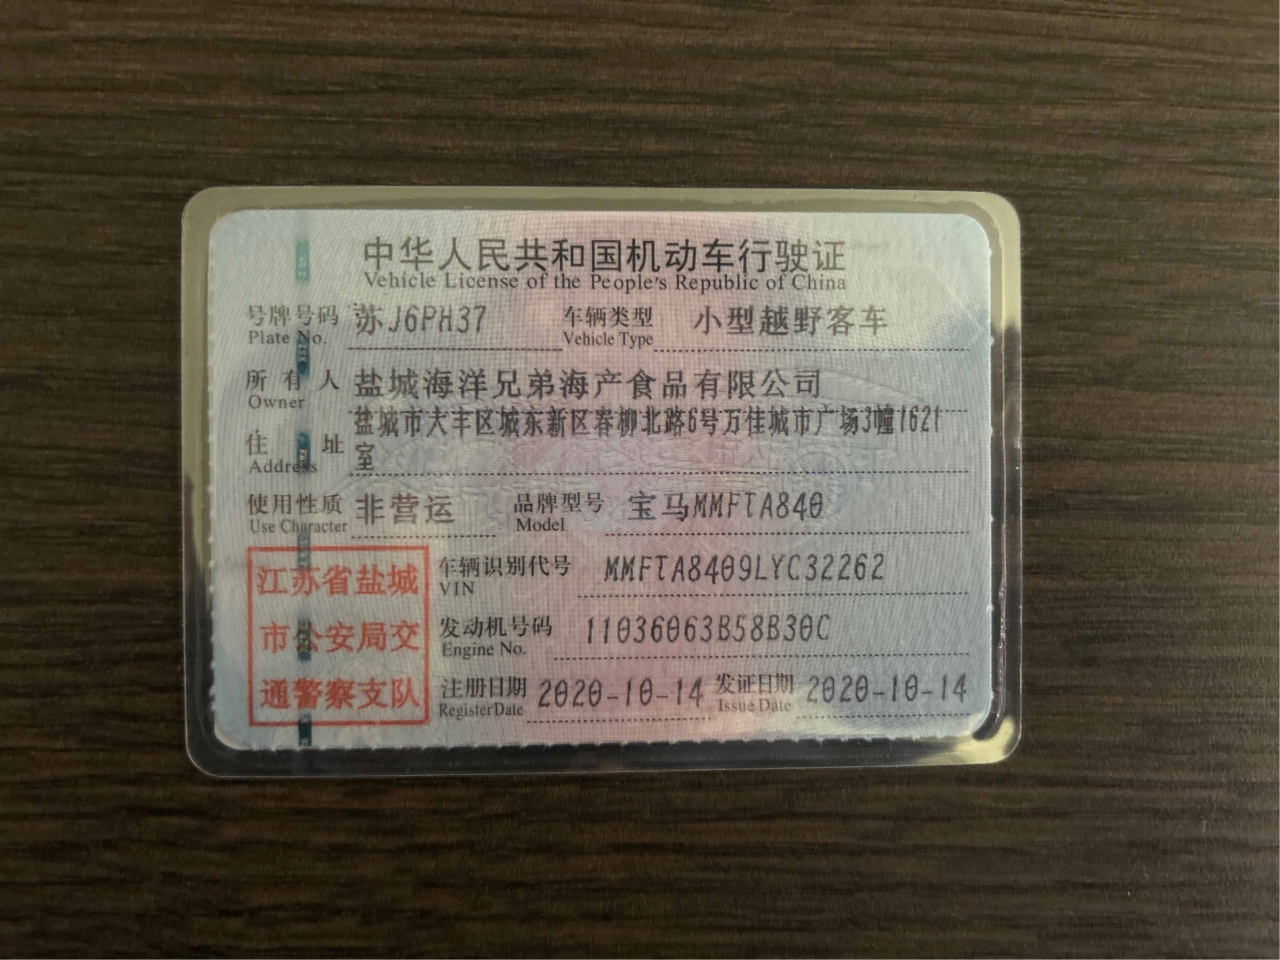 中华人民共和国机动车行驶证
Vehicle License of the People's Republic of China
号牌号码 苏J6PH37 车辆类型 小型越野客车
Plate No. Vehicle Type
所有人 盐城海洋兄弟海产食品有限公司
Owner
住址 盐城市大丰区城东新区春柳北路6号万佳城市广场3幢1621
室
Address
使用性质 非营运 品牌型号 宝马MMFTA840
Use Character Model
江苏省盐城
市公安局交
通警察支队
车辆识别代号 MMFTA8409LYC32262
VIN
发动机号码 11036063B58B30C
Engine No.
注册日期 2020-10-14 发证日期 2020-10-14
Register Date Issue Date